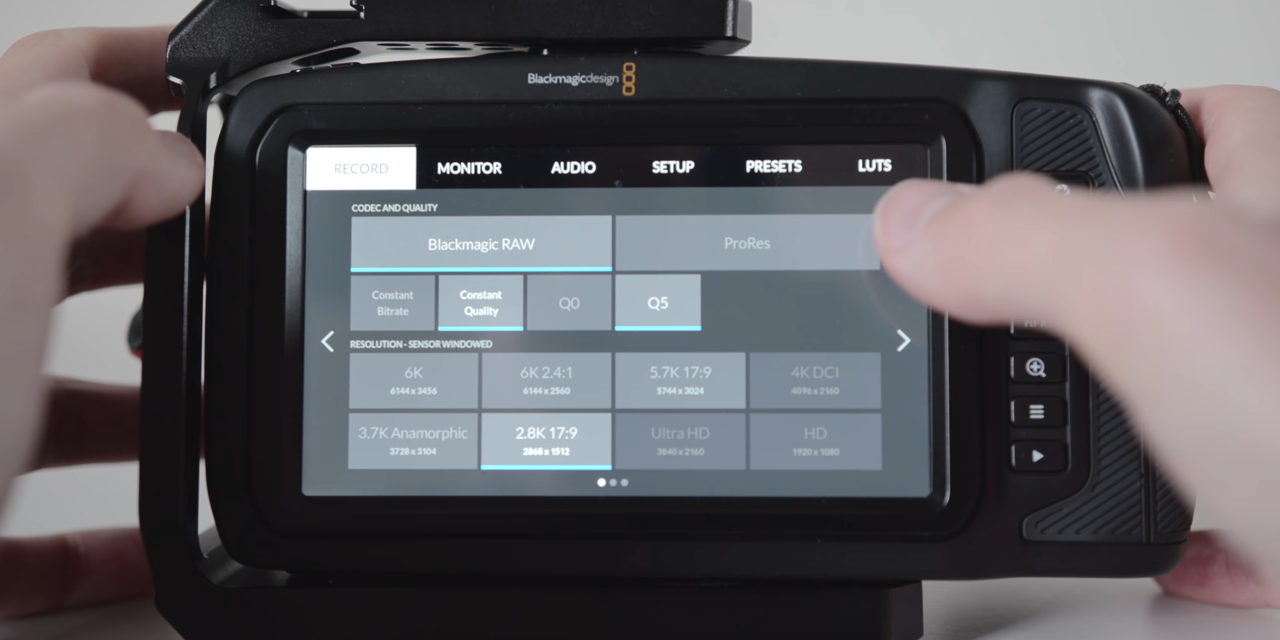 Blackmagicdesign
RECORD MONITOR AUDIO SETUP PRESETS LUTS
CODEC AND QUALITY
Blackmagic RAW ProRes
Constant Bitrate
Constant Quality
Q0 Q5
RESOLUTION - SENSOR WINDOWED
6K 6K 2.4:1 5.7K 17:9 4K DCI
6144 x 3456 6144 x 2560 5744 x 3024 4096 x 2160
3.7K Anamorphic 2.8K 17:9 Ultra HD HD
3728 x 3104 2868 x 1512 3840 x 2160 1920 x 1080